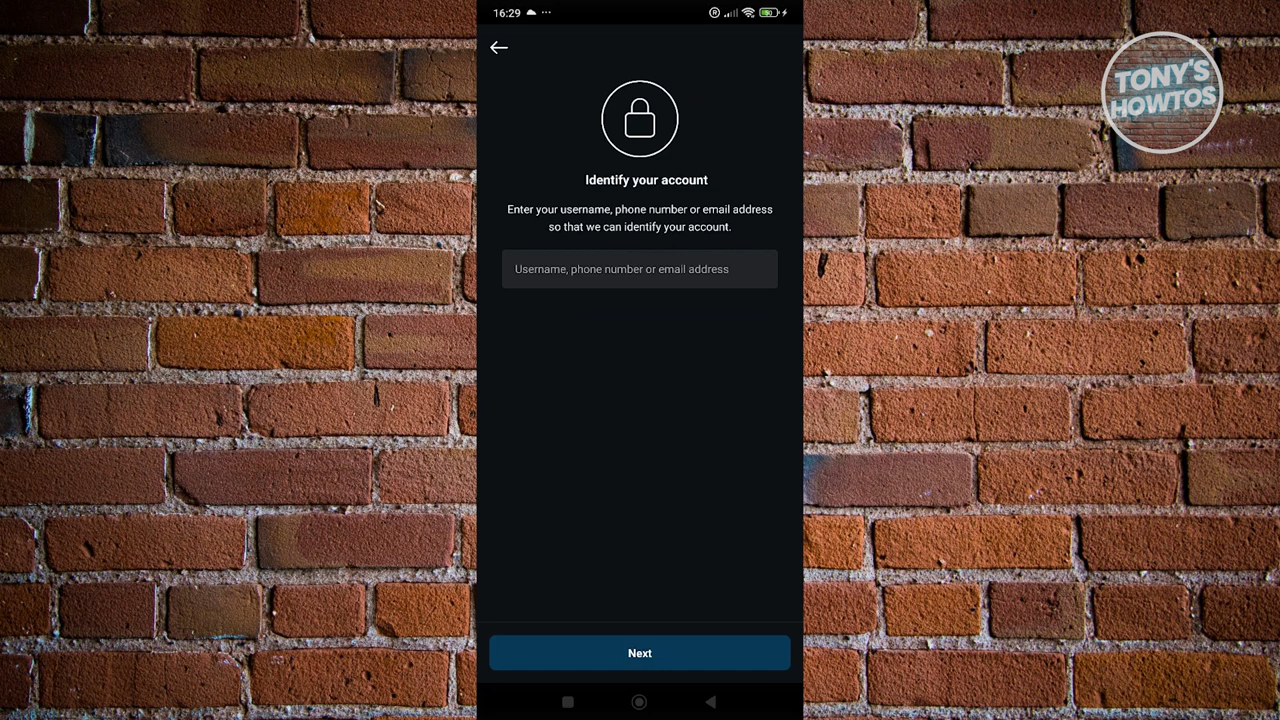 16:29
TONY'S
HOWTOS
Identify your account
Enter your username, phone number or email address
so that we can identify your account.
Username, phone number or email address
Next